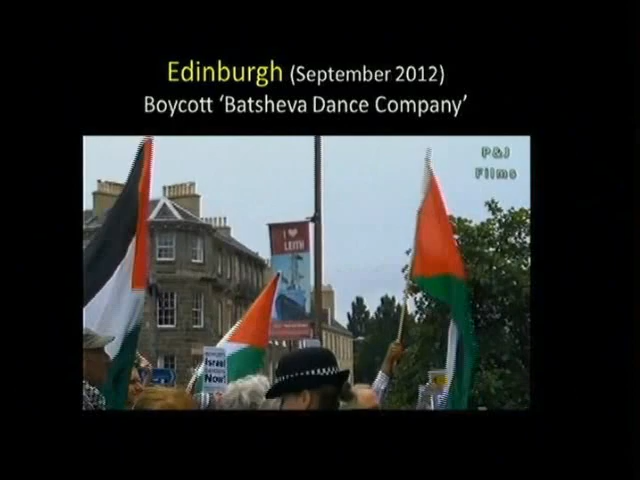 Edinburgh (September 2012)
Boycott 'Batsheva Dance Company'
P&J
Films
I ♥
LEITH
Israel
Now!